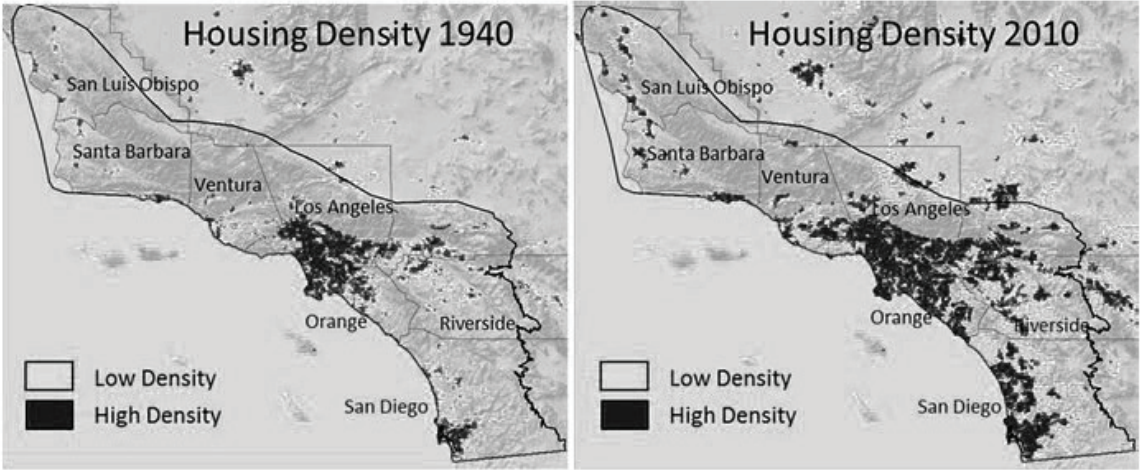 Housing Density 1940
San Luis Obispo
Santa Barbara
Ventura
Los Angeles
Orange
Riverside
San Diego
Low Density
High Density
Housing Density 2010
San Luis Obispo
Santa Barbara
Ventura
Los Angeles
Orange
Riverside
San Diego
Low Density
High Density